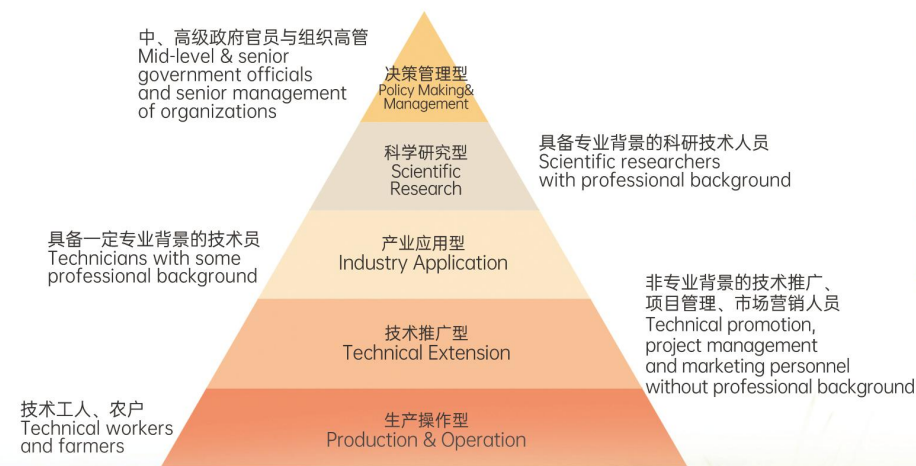 中、高级政府官员与组织高管
Mid-level & senior
government officials
and senior management
of organizations
决策管理型
Policy Making&
Management
科学研究型
Scientific
Research
具备专业背景的科研技术人员
Scientific researchers
with professional background
具备一定专业背景的技术员
Technicians with some
professional background
产业应用型
Industry Application
非专业背景的技术推广、
项目管理、市场营销人员
Technical promotion,
project management
and marketing personnel
without professional background
技术推广型
Technical Extension
技术工人、农户
Technical workers
and farmers
生产操作型
Production & Operation